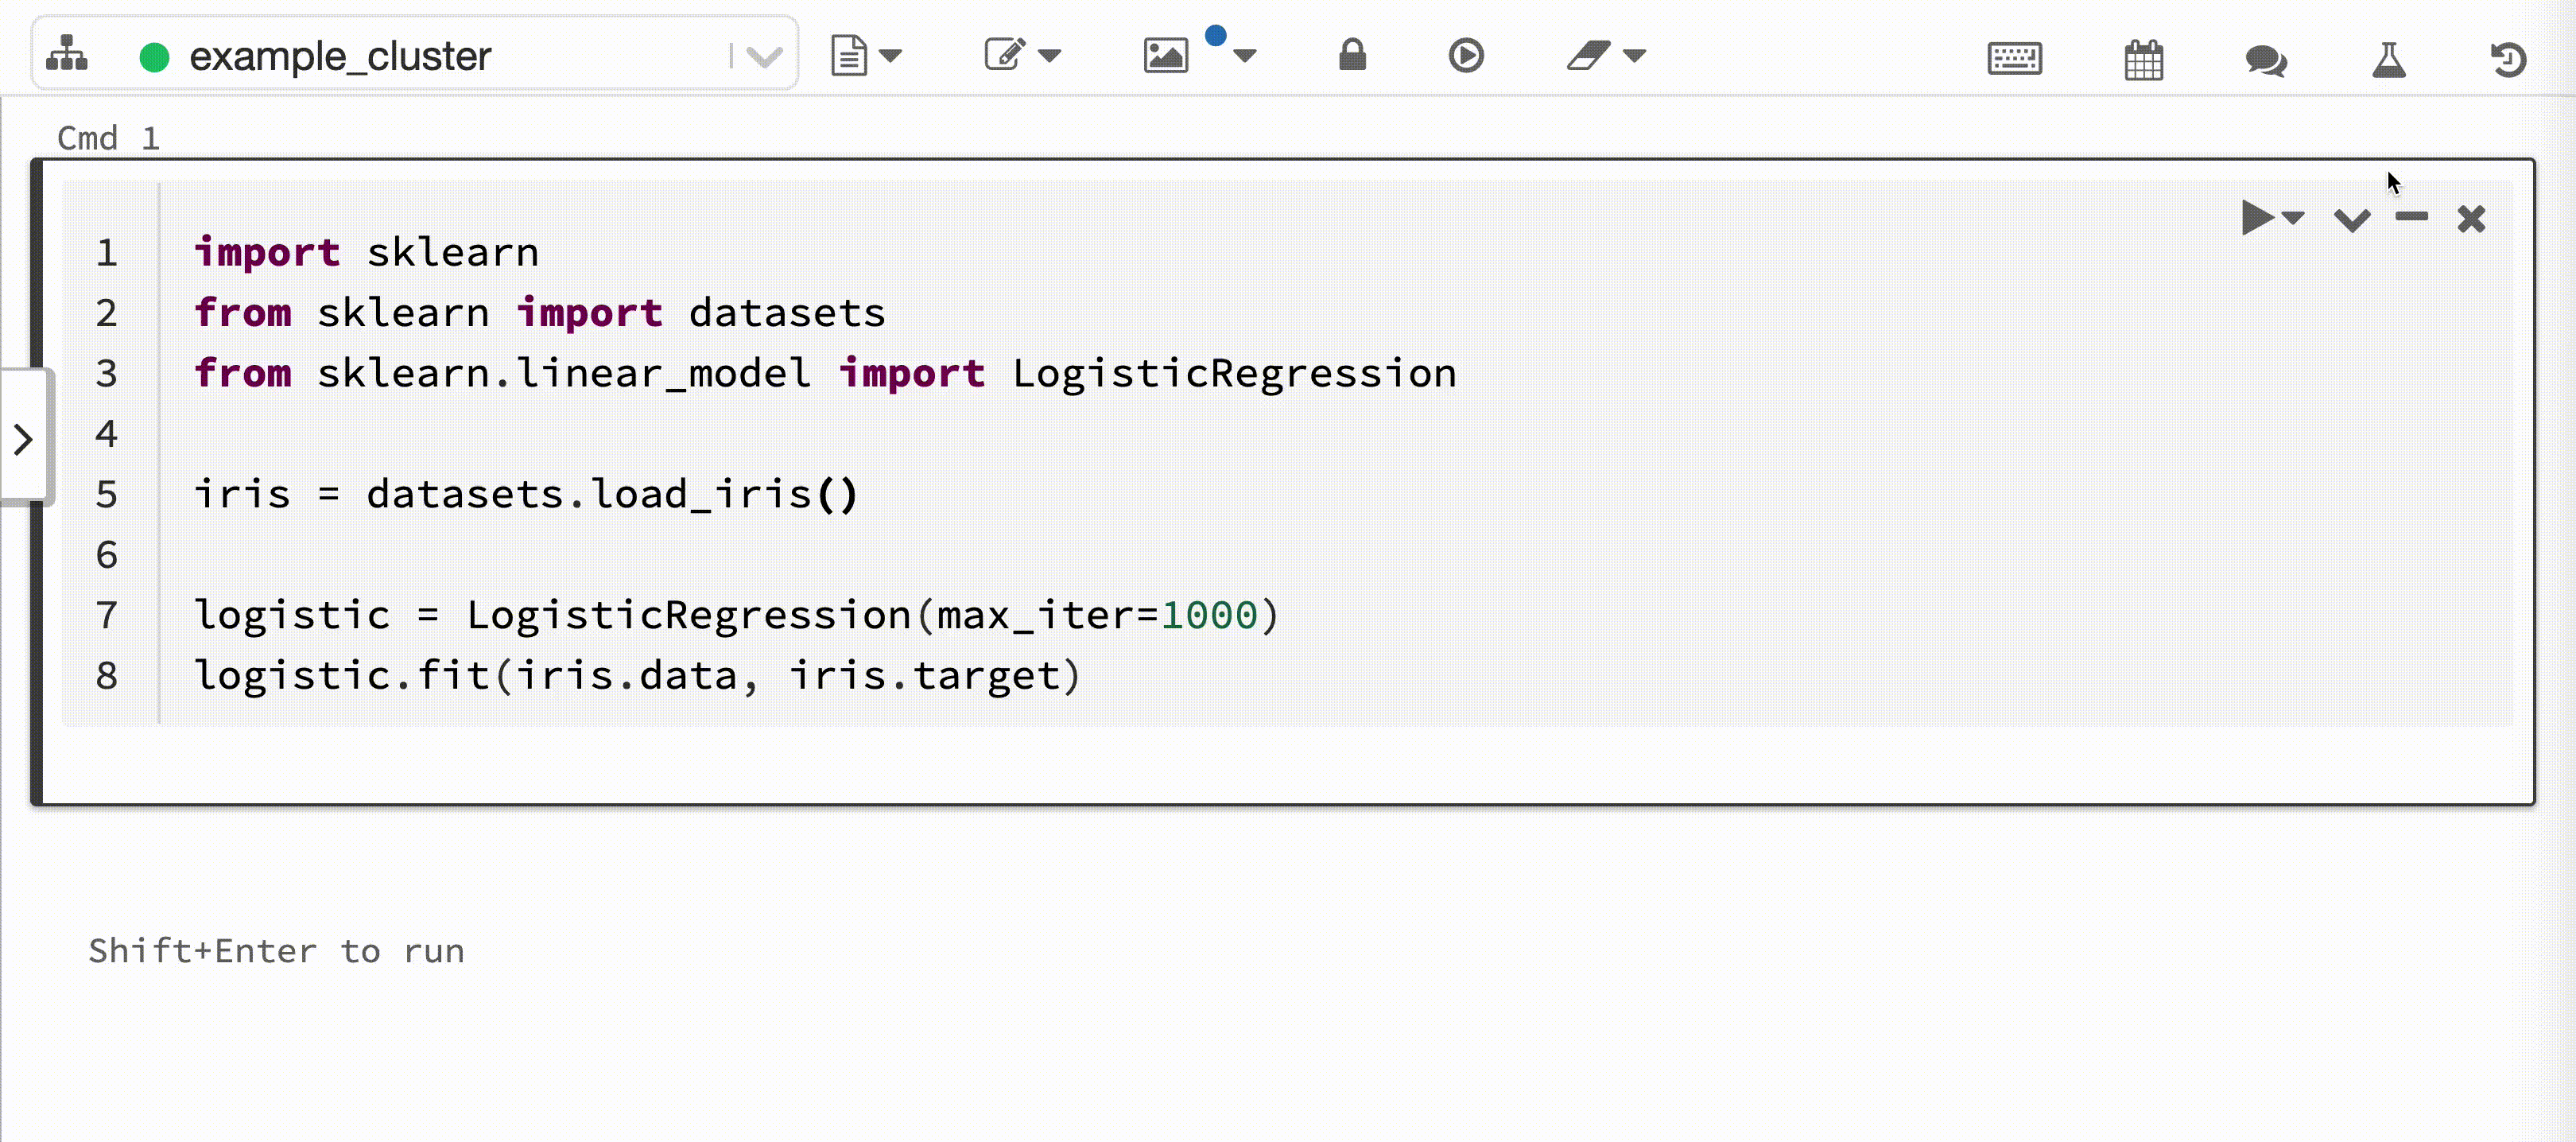 example_cluster
Cmd 1
1 import sklearn
2 from sklearn import datasets
3 from sklearn.linear_model import LogisticRegression
4
5 iris = datasets.load_iris()
6
7 logistic = LogisticRegression(max_iter=1000)
8 logistic.fit(iris.data, iris.target)
Shift+Enter to run